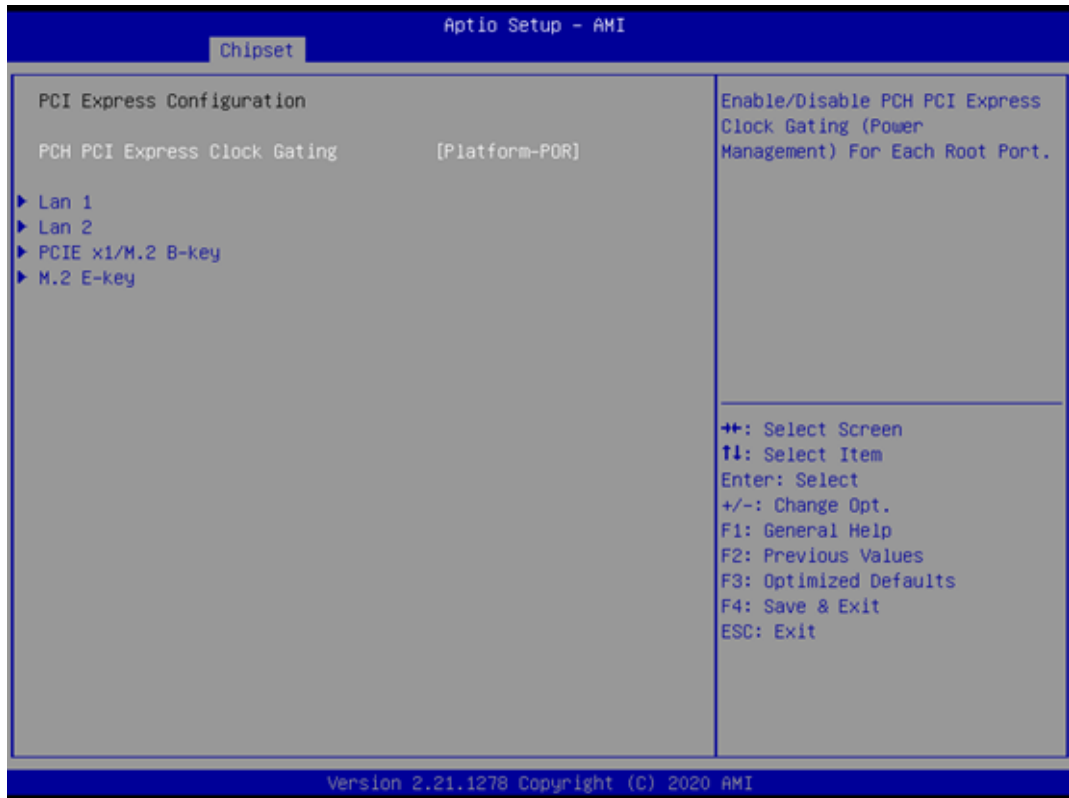 Aptio Setup – AMI
Chipset
PCI Express Configuration
PCH PCI Express Clock Gating [Platform-POR]
Lan 1
Lan 2
PCIE x1/M.2 B-key
M.2 E-key
Enable/Disable PCH PCI Express
Clock Gating (Power
Management) For Each Root Port.
→←: Select Screen
↑↓: Select Item
Enter: Select
+/-: Change Opt.
F1: General Help
F2: Previous Values
F3: Optimized Defaults
F4: Save & Exit
ESC: Exit
Version 2.21.1278 Copyright (C) 2020 AMI